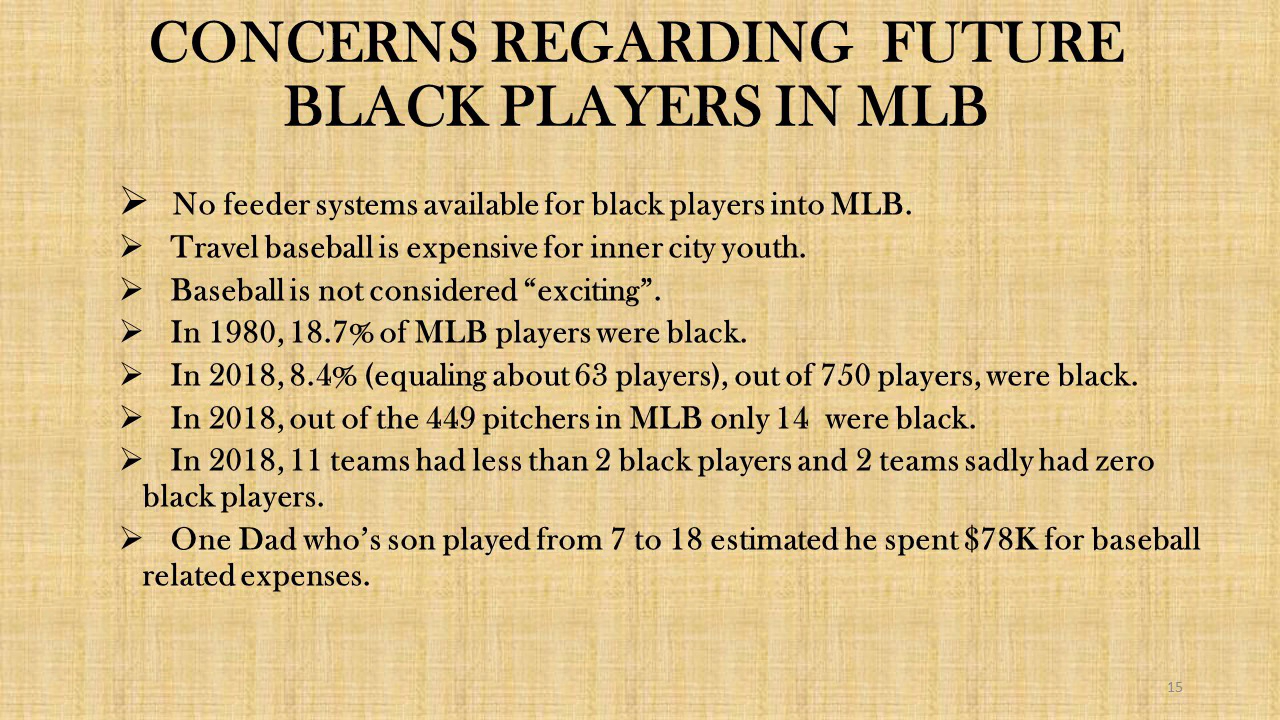 CONCERNS REGARDING FUTURE
BLACK PLAYERS IN MLB
➢ No feeder systems available for black players into MLB.
➢ Travel baseball is expensive for inner city youth.
➢ Baseball is not considered “exciting”.
➢ In 1980, 18.7% of MLB players were black.
➢ In 2018, 8.4% (equaling about 63 players), out of 750 players, were black.
➢ In 2018, out of the 449 pitchers in MLB only 14 were black.
➢ In 2018, 11 teams had less than 2 black players and 2 teams sadly had zero
black players.
➢ One Dad who’s son played from 7 to 18 estimated he spent $78K for baseball
related expenses.
15